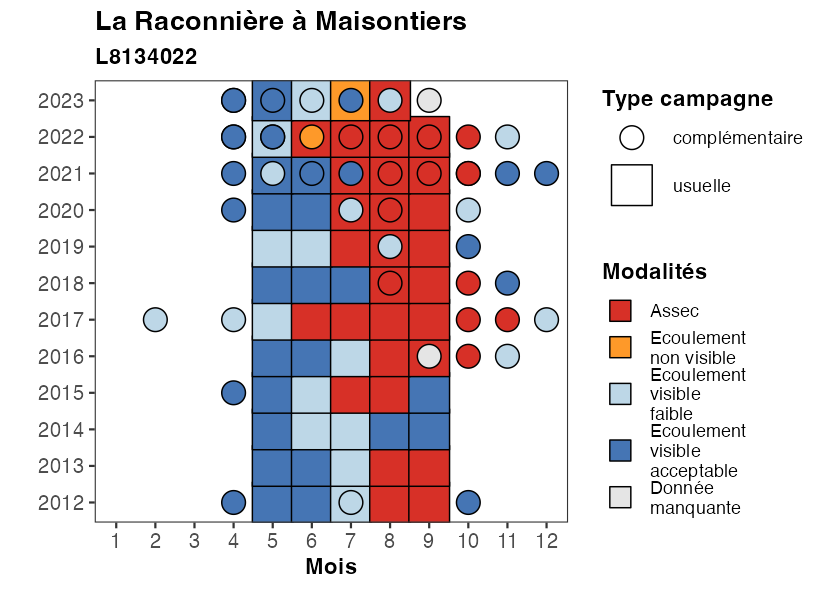 La Raconnière à Maisontiers
L8134022
2023
2022
2021
2020
2019
2018
2017
2016
2015
2014
2013
2012
1 2 3 4 5 6 7 8 9 10 11 12
Mois
Type campagne
complémentaire
usuelle
Modalités
Assec
Ecoulement
non visible
Ecoulement
visible
faible
Ecoulement
visible
acceptable
Donnée
manquante